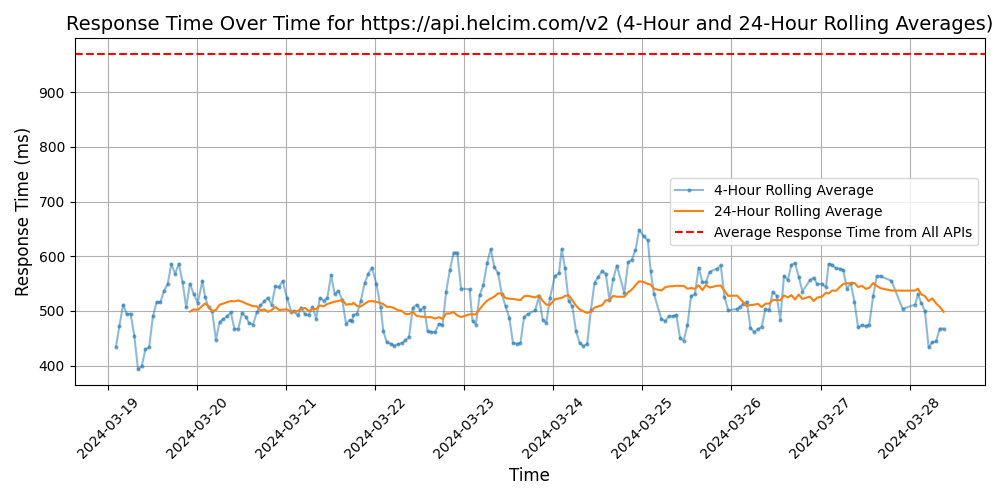 Response Time Over Time for https://api.helcim.com/v2 (4-Hour and 24-Hour Rolling Averages)
Response Time (ms)
900
800
700
600
500
400
4-Hour Rolling Average
24-Hour Rolling Average
Average Response Time from All APIs
2024-03-19
2024-03-20
2024-03-21
2024-03-22
2024-03-23
2024-03-24
2024-03-25
2024-03-26
2024-03-27
2024-03-28
Time